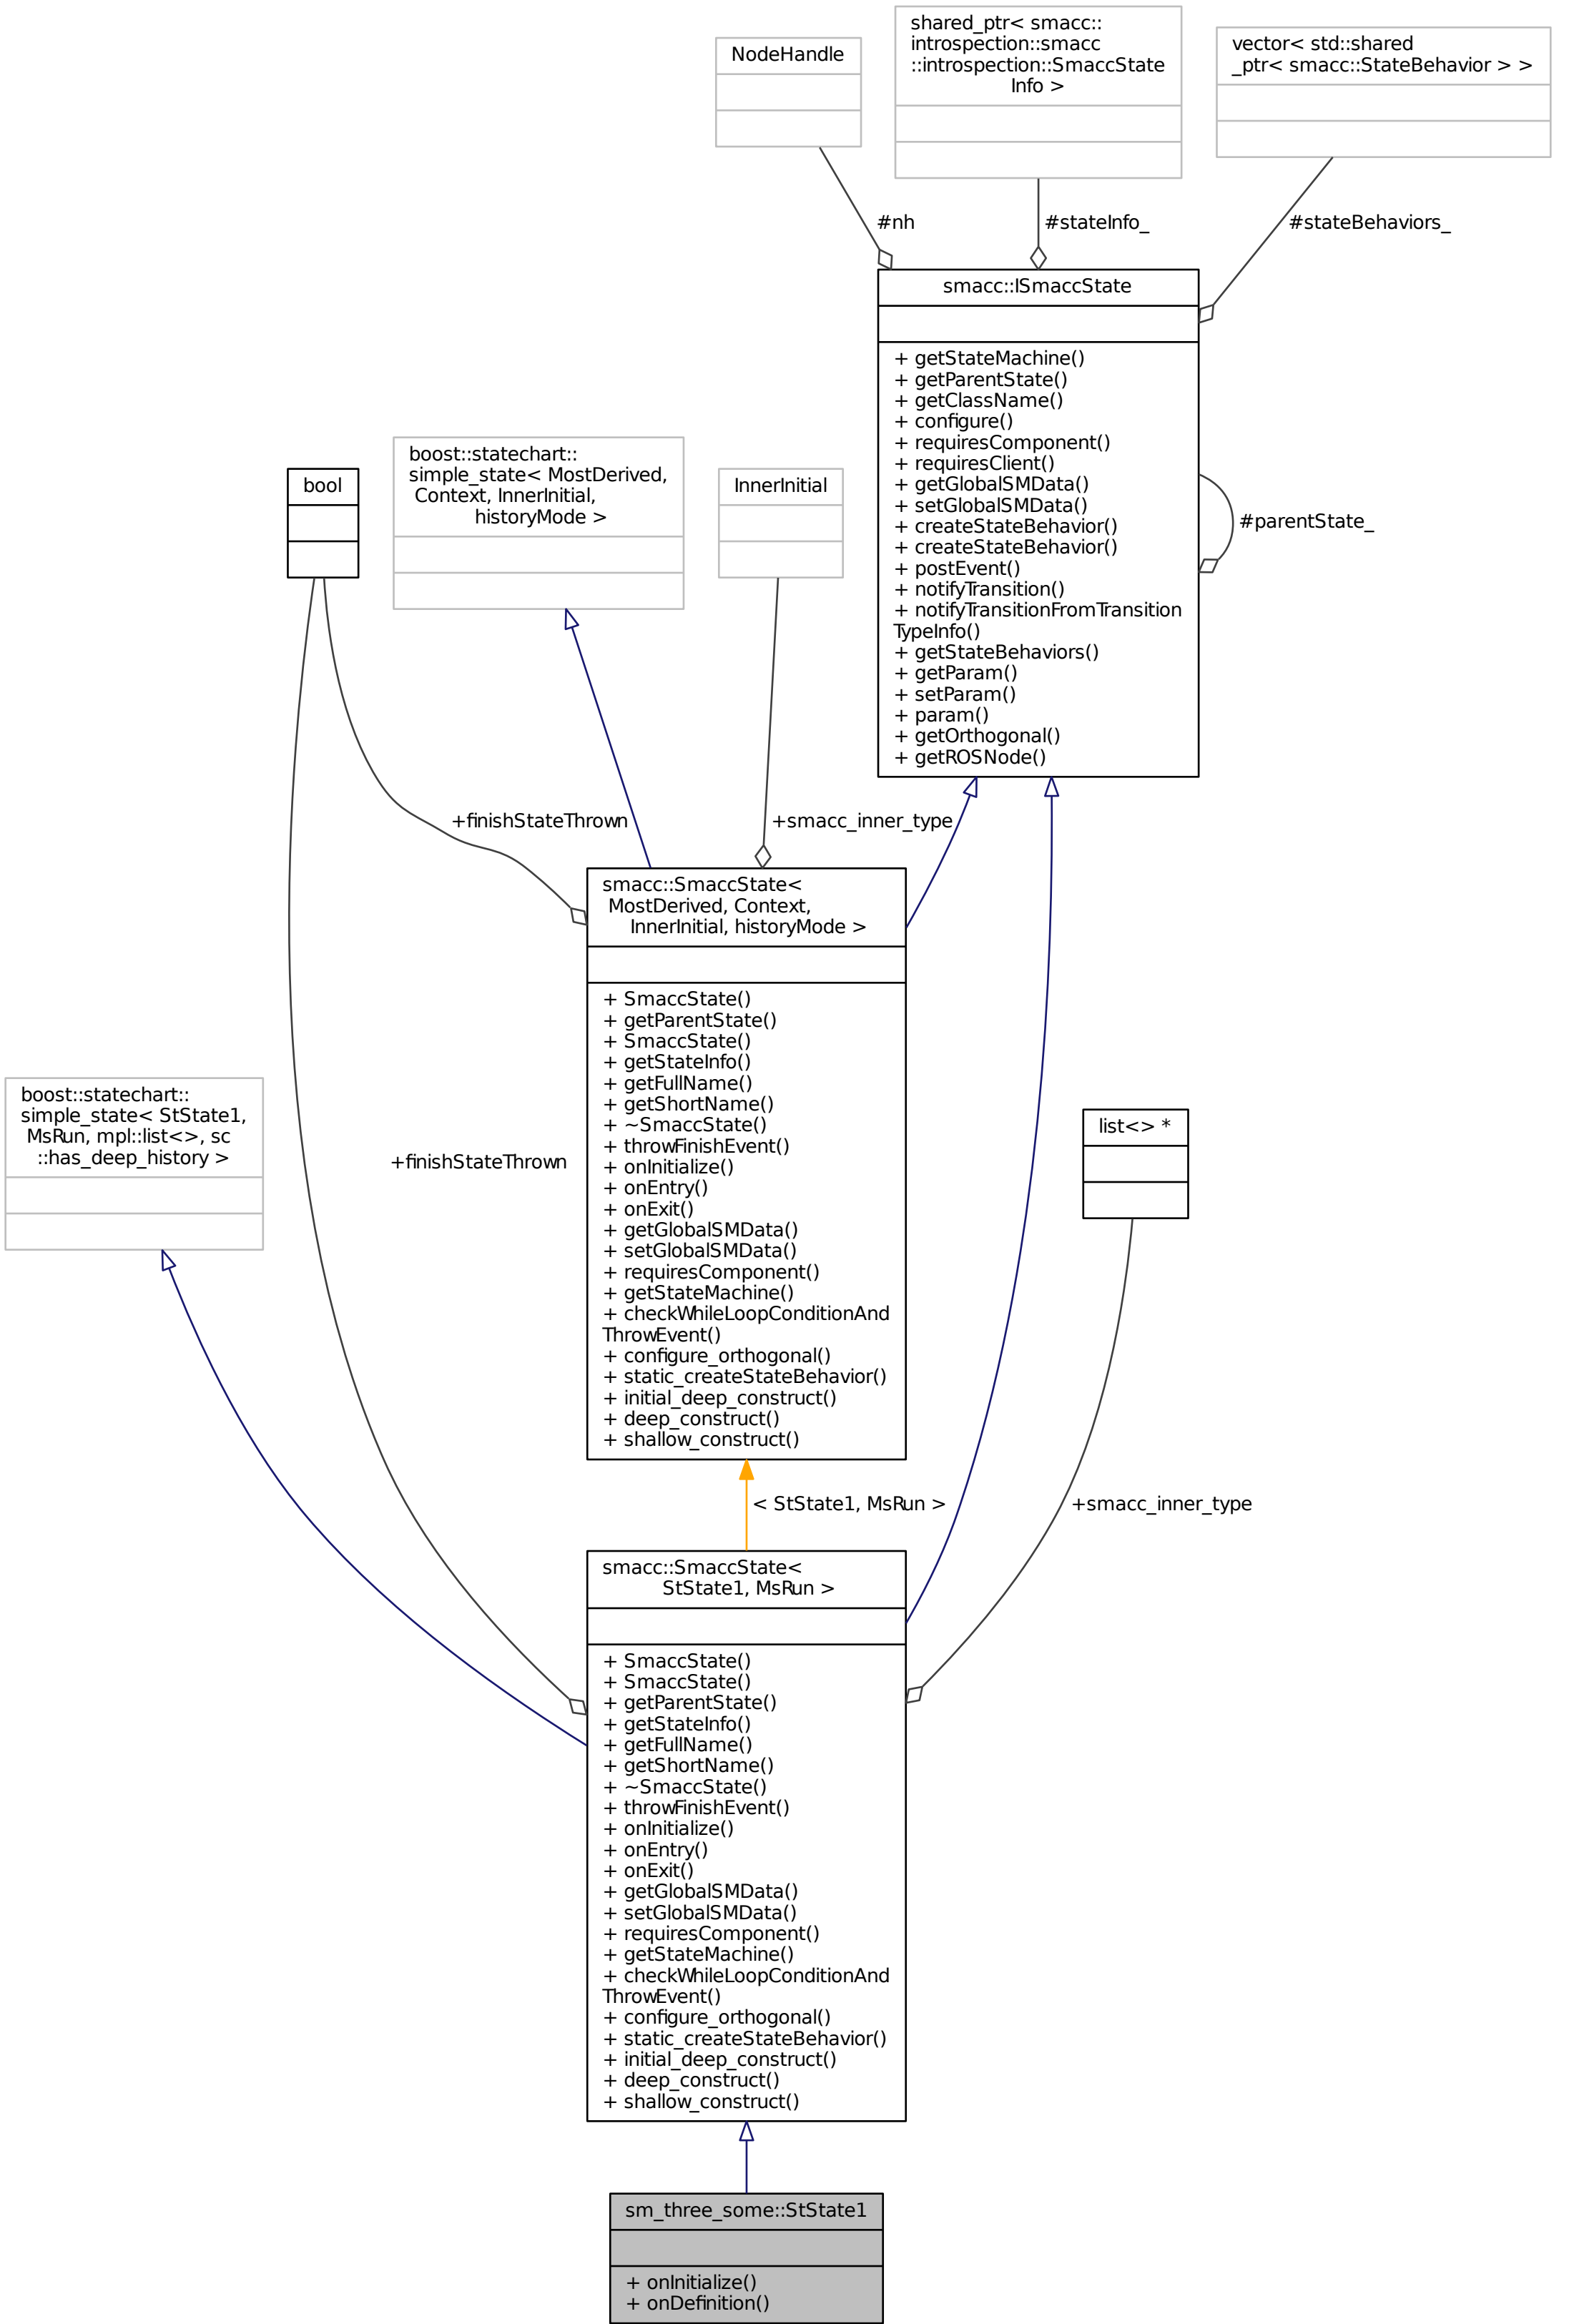 NodeHandle
shared_ptr< smacc::
introspection::smacc
::introspection::SmaccState
Info >
vector< std::shared
_ptr< smacc::StateBehavior > >
#nh
#stateInfo_
#stateBehaviors_
smacc::ISmaccState
+ getStateMachine()
+ getParentState()
+ getClassName()
+ configure()
+ requiresComponent()
+ requiresClient()
+ getGlobalSMData()
+ setGlobalSMData()
+ createStateBehavior()
+ createStateBehavior()
+ postEvent()
+ notifyTransition()
+ notifyTransitionFromTransition
TypeInfo()
+ getStateBehaviors()
+ getParam()
+ setParam()
+ param()
+ getOrthogonal()
+ getROSNode()
#parentState_
bool
boost::statechart::
simple_state< MostDerived,
Context, InnerInitial,
historyMode >
InnerInitial
+finishStateThrown
+smacc_inner_type
smacc::SmaccState<
MostDerived, Context,
InnerInitial, historyMode >
+ SmaccState()
+ getParentState()
+ SmaccState()
+ getStateInfo()
+ getFullName()
+ getShortName()
+ ~SmaccState()
+ throwFinishEvent()
+ onInitialize()
+ onEntry()
+ onExit()
+ getGlobalSMData()
+ setGlobalSMData()
+ requiresComponent()
+ getStateMachine()
+ checkWhileLoopConditionAnd
ThrowEvent()
+ configure_orthogonal()
+ static_createStateBehavior()
+ initial_deep_construct()
+ deep_construct()
+ shallow_construct()
boost::statechart::
simple_state< StState1,
MsRun, mpl::list<>, sc
::has_deep_history >
+finishStateThrown
list<> *
< StState1, MsRun >
+smacc_inner_type
smacc::SmaccState<
StState1, MsRun >
+ SmaccState()
+ SmaccState()
+ getParentState()
+ getStateInfo()
+ getFullName()
+ getShortName()
+ ~SmaccState()
+ throwFinishEvent()
+ onInitialize()
+ onEntry()
+ onExit()
+ getGlobalSMData()
+ setGlobalSMData()
+ requiresComponent()
+ getStateMachine()
+ checkWhileLoopConditionAnd
ThrowEvent()
+ configure_orthogonal()
+ static_createStateBehavior()
+ initial_deep_construct()
+ deep_construct()
+ shallow_construct()
sm_three_some::StState1
+ onInitialize()
+ onDefinition()